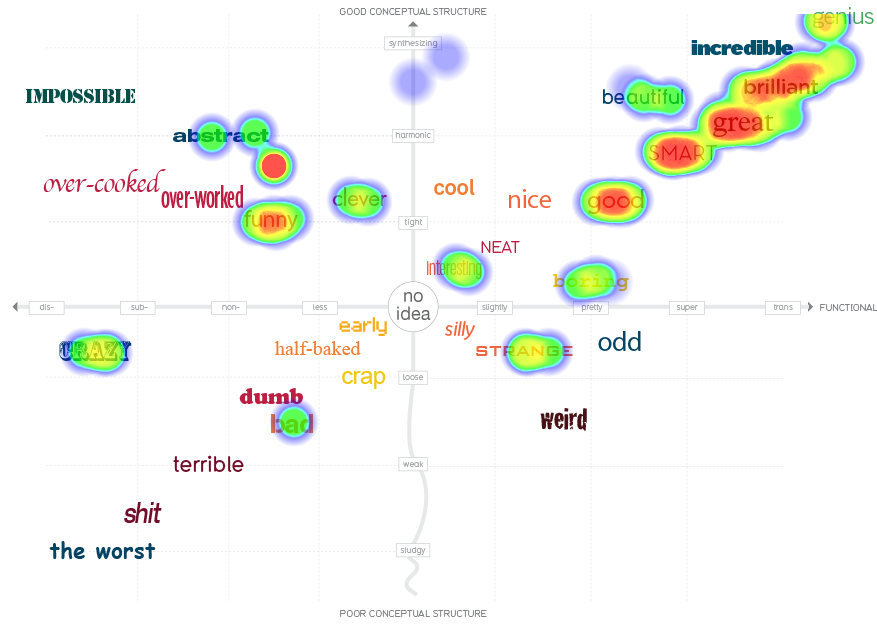 GOOD CONCEPTUAL STRUCTURE
genius
synthesizing
incredible
brilliant
IMPOSSIBLE
beautiful
great
abstract
harmonic
SMART
over-cooked
over-worked
clever
cool
nice
good
funny
tight
NEAT
Interesting
boring
no
idea
dis-
sub-
non-
less
slightly
pretty
super
trans
FUNCTIONAL
early
silly
CRAZY
half-baked
STRANGE
odd
crap
loose
dumb
bad
weird
terrible
weak
shit
the worst
sludgy
POOR CONCEPTUAL STRUCTURE